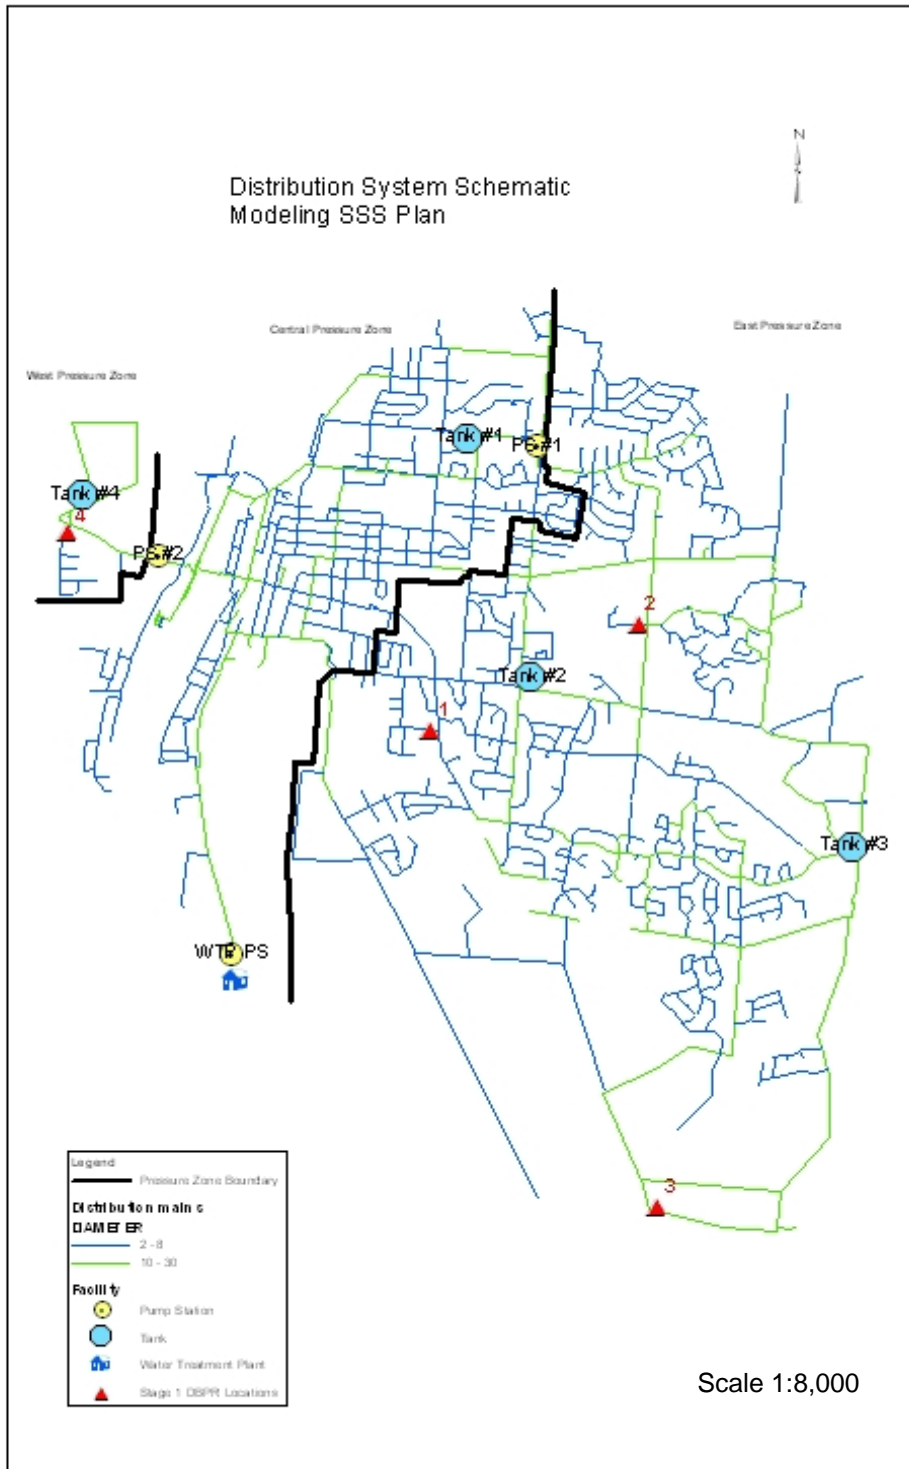 N
Distribution System Schematic
Modeling SSS Plan
Central Pressure Zone
East Pressure Zone
West Pressure Zone
Tank #1
PS #1
Tank #4
4
PS #2
2
Tank #2
1
Tank #3
WTP PS
3
Legend
Pressure Zone Boundary
Distribution mains
DIAMETER
2 - 8
10 - 30
Facility
Pump Station
Tank
Water Treatment Plant
Stage 1 DBPR Locations
Scale 1:8,000